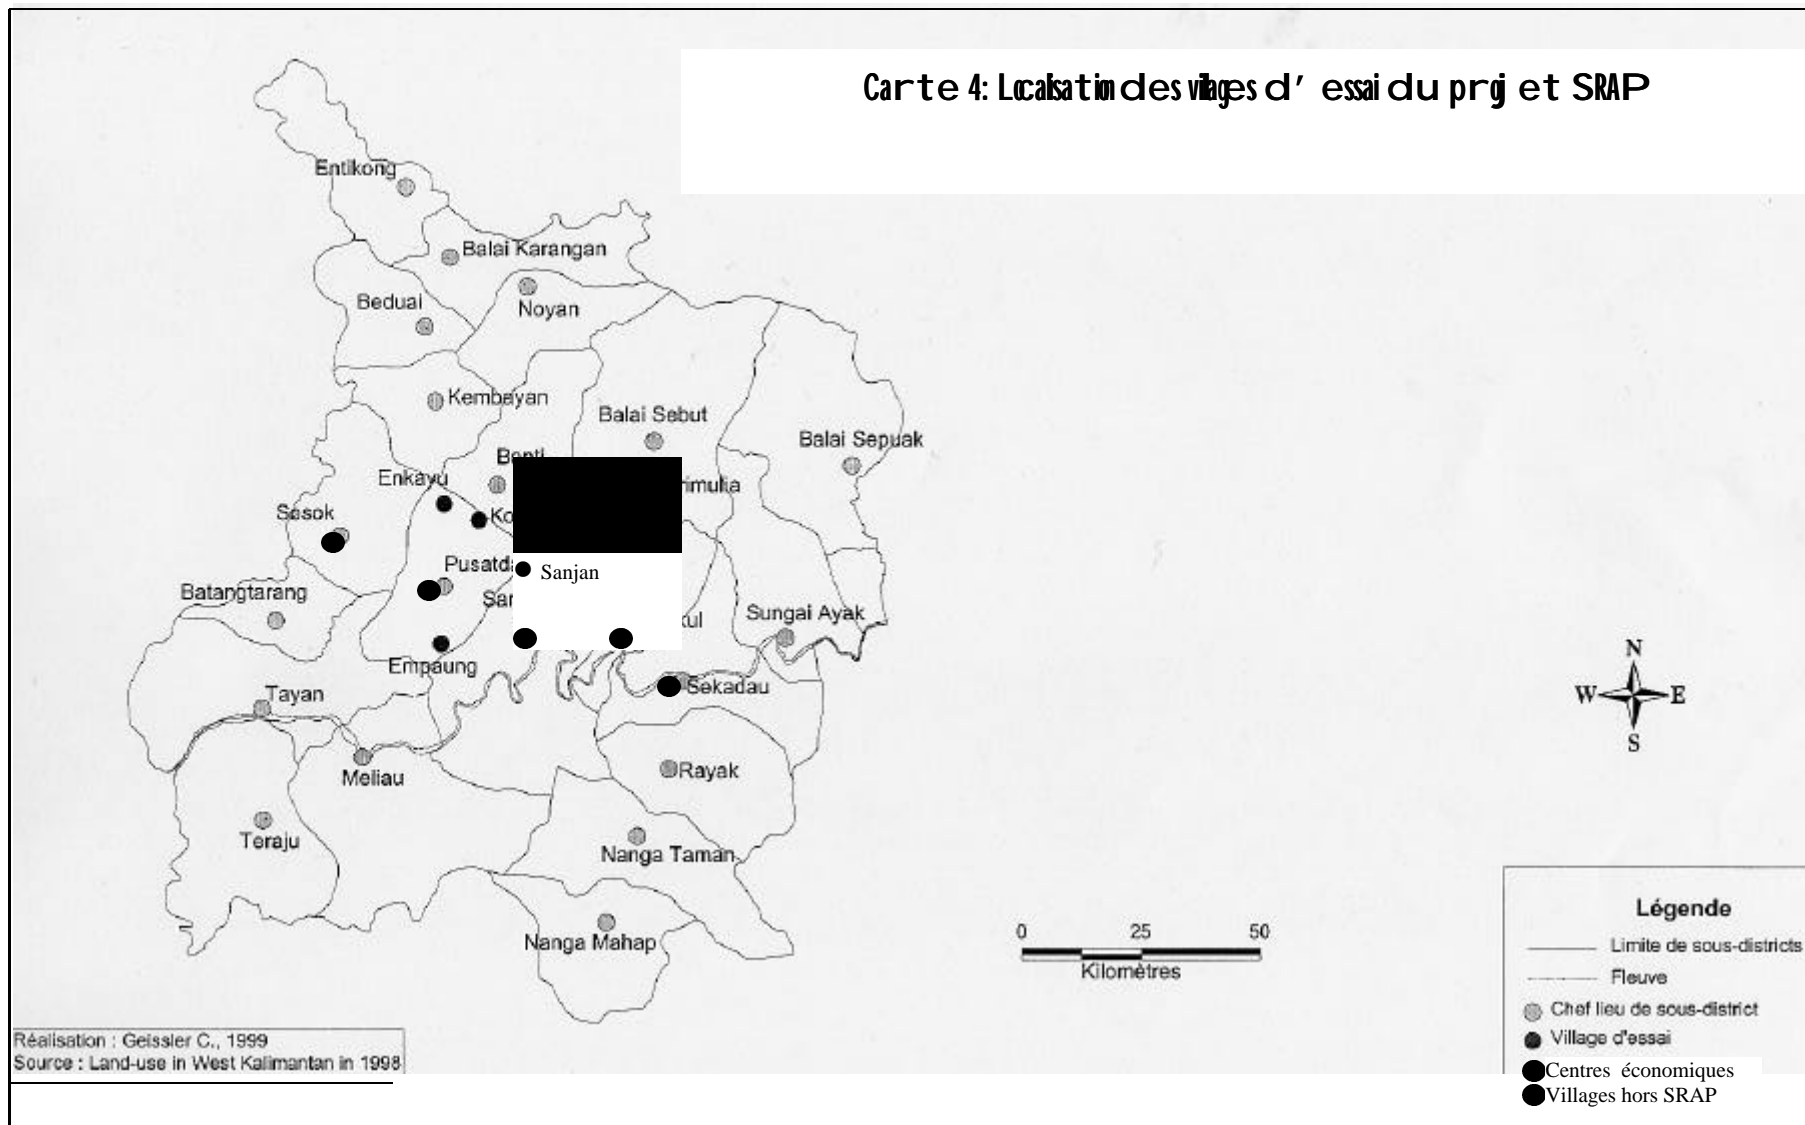 Carte 4: Localisation des villages d' essai du projet SRAP
Entikong
Balai Karangan
Beduai
Noyan
Kembayan
Balai Sebut
Balai Sepuak
Enkayu
Sosok
Sanjan
Batangtarang
Sungai Ayak
Empaung
Sekadau
Tayan
Meliau
Rayak
Teraju
Nanga Taman
Nanga Mahap
N
W E
S
0 25 50
Kilomètres
Légende
Limite de sous-districts
Fleuve
Chef lieu de sous-district
Village d'essai
Centres économiques
Villages hors SRAP
Réalisation : Geissler C., 1999
Source : Land-use in West Kalimantan in 1998